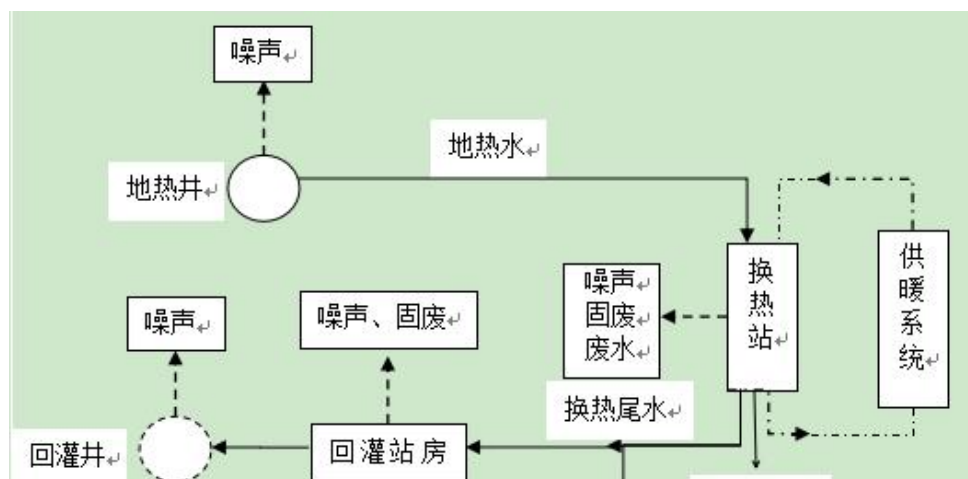 噪声
地热水
地热井
供
暖
系
统
换
热
站
噪声
固废
废水
噪声、固废
噪声
换热尾水
回灌站房
回灌井